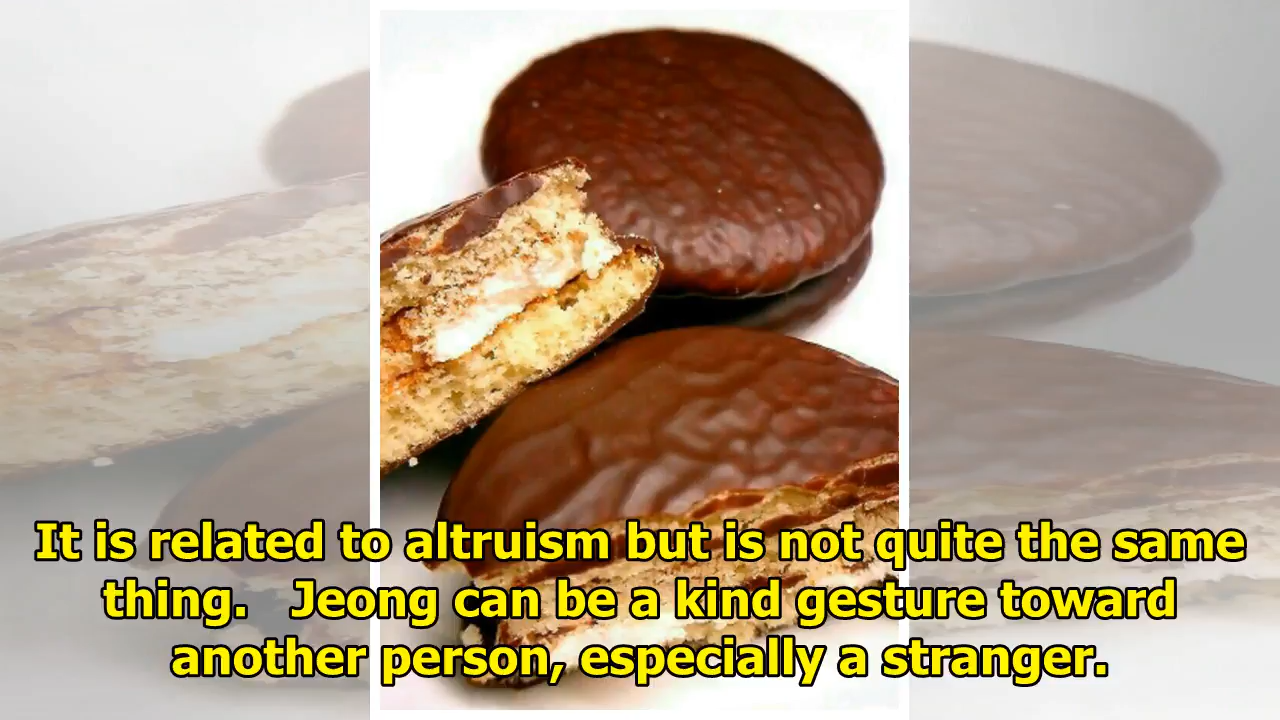 It is related to altruism but is not quite the same
thing.   Jeong can be a kind gesture toward
another person, especially a stranger.